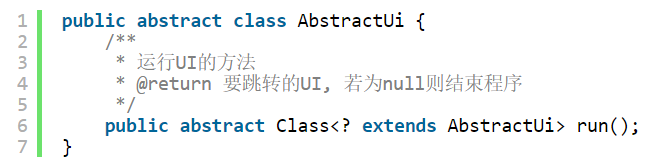 1 public abstract class AbstractUi {
2     /**
3      * 运行UI的方法
4      * @return 要跳转的UI, 若为null则结束程序
5      */
6     public abstract Class<? extends AbstractUi> run();
7 }